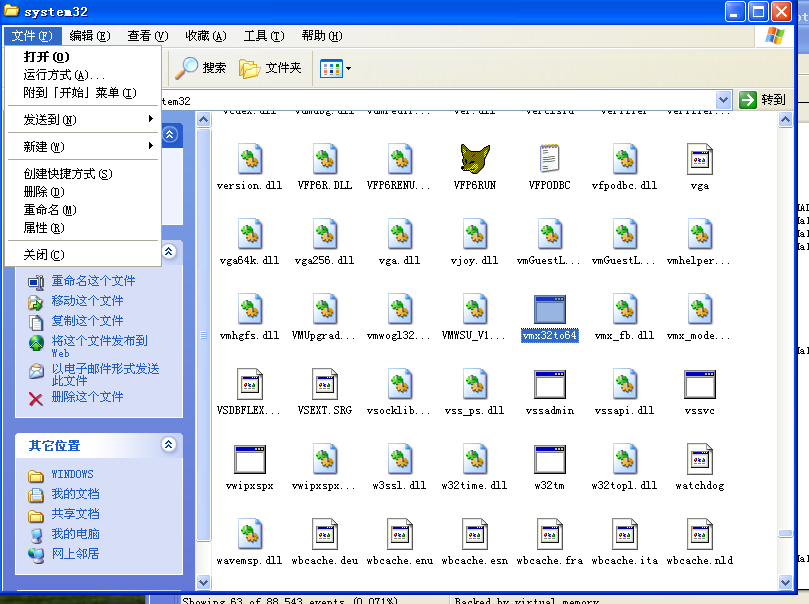 system32
文件(F) 编辑(E) 查看(V) 收藏(A) 工具(T) 帮助(H)
打开(O)
运行方式(A)...
附到「开始」菜单(I)
发送到(N)
新建(W)
创建快捷方式(S)
删除(D)
重命名(M)
属性(R)
关闭(C)
搜索 文件夹
tem32 转到
重命名这个文件
移动这个文件
复制这个文件
将这个文件发布到
Web
以电子邮件形式发送
此文件
删除这个文件
其它位置
WINDOWS
我的文档
共享文档
我的电脑
网上邻居
version.dll VFP6R.DLL VFP6RENU... VFP6RUN VFPODBC vfpodbc.dll vga
vga64k.dll vga256.dll vga.dll vjoy.dll vmGuestL... vmGuestL... vmhelper...
vmhgfs.dll VMUpgrad... vmwogl32... VMWSU_V1... vmx32to64 vmx_fb.dll vmx_mode...
VSDBFLEX... VSEXT.SRG vsocklib... vss_ps.dll vssadmin vssapi.dll vssvc
vwipxspx vwipxspx... w3ssl.dll w32time.dll w32tm w32topl.dll watchdog
wavemsp.dll wbcache.deu wbcache.enu wbcache.esn wbcache.fra wbcache.ita wbcache.nld
Showing 63 of 88,543 events (0.071%) Backed by virtual memory